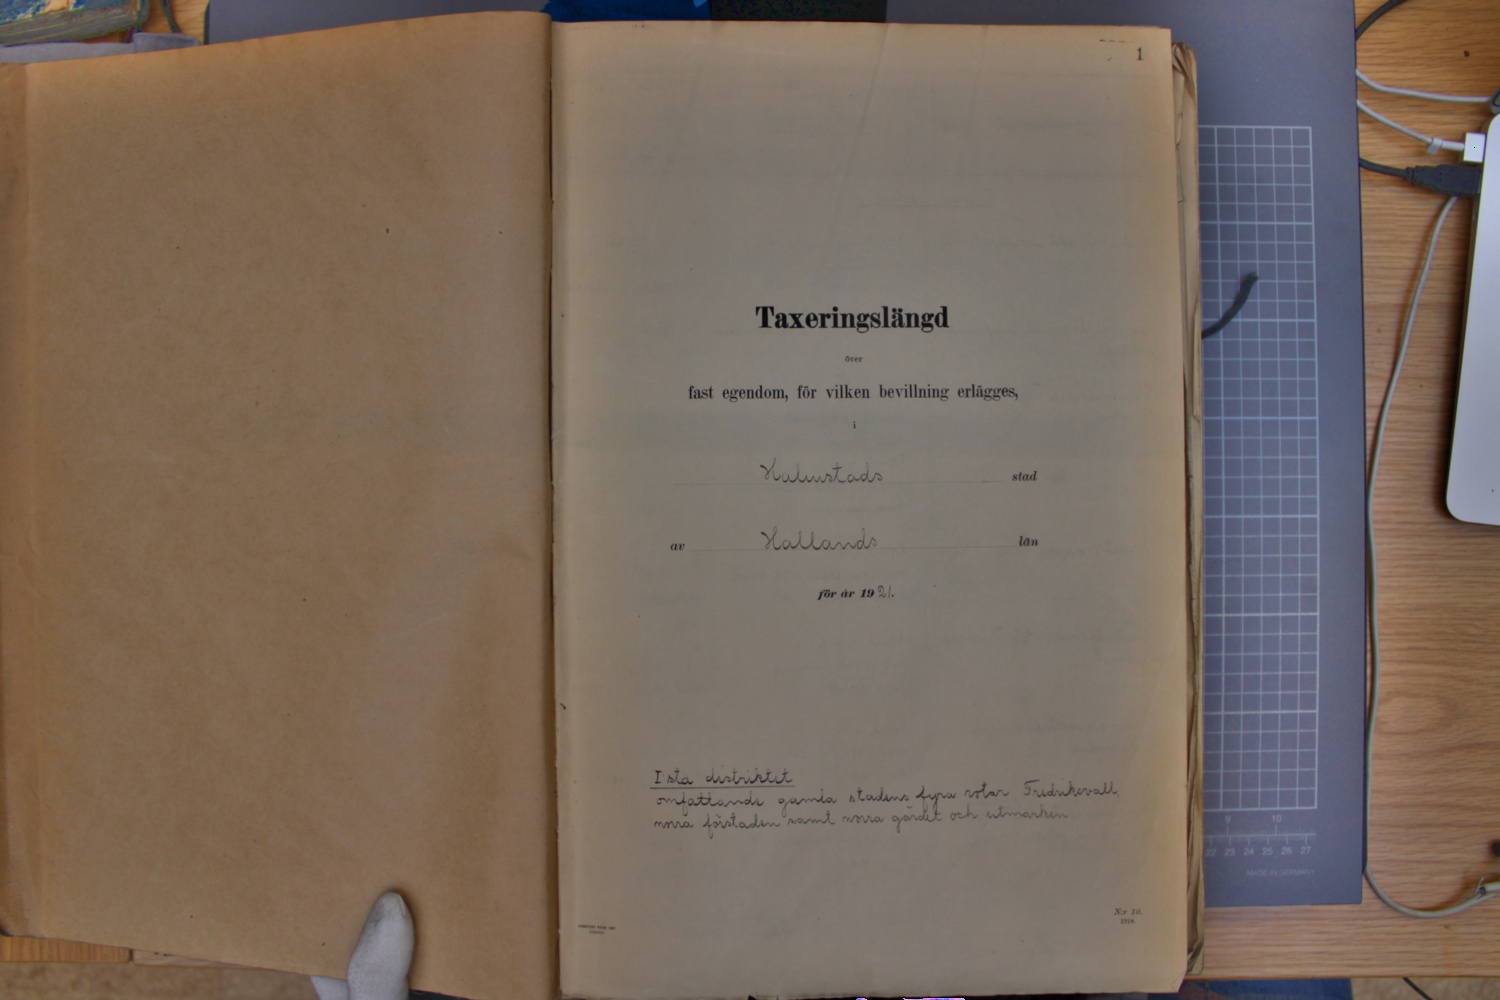 1
Taxeringslängd
över
fast egendom, för vilken bevillning erlägges,
i
Halmstads stad
av Hallands län
för år 1921.
I sta distriktet
omfattande gamla stadens fyra rotar Fredriksvall,
norra förstaden samt norra gärdet och utmarken
N:r 10.
1918
9 10
22 23 24 25 26 27
MADE IN GERMANY